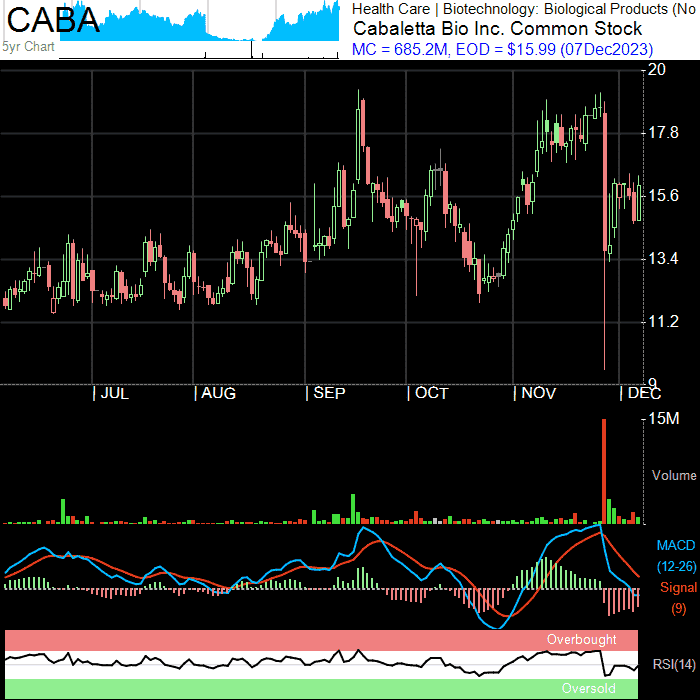 CABA
5yr Chart
Health Care | Biotechnology: Biological Products (No
Cabaletta Bio Inc. Common Stock
MC = 685.2M, EOD = $15.99 (07Dec2023)
20
17.8
15.6
13.4
11.2
9
| JUL | AUG | SEP | OCT | NOV | DEC
15M
Volume
MACD
(12-26)
Signal
(9)
Overbought
RSI(14)
Oversold